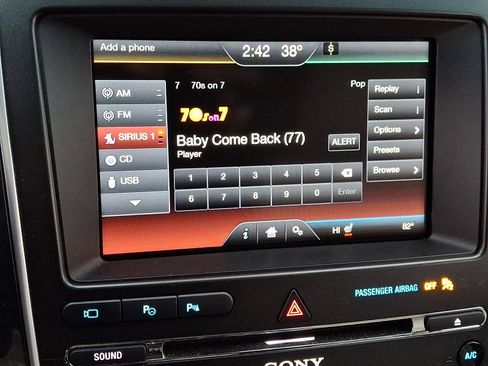 Add a phone
2:42 38° S
AM
FM
SIRIUS 1
CD
USB
7 70s on 7 Pop
70s on 7
Baby Come Back (77)
Player
ALERT
1 2 3 4 5
6 7 8 9 0 Enter
Replay
Scan
Options
Presets
Browse
i
HI
82°
PASSENGER AIRBAG OFF
P
P
SOUND
SONY
A/C